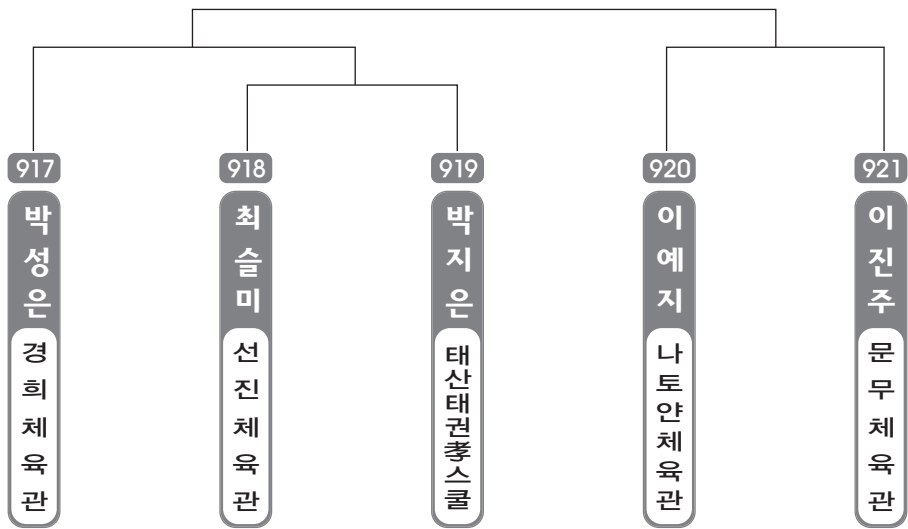 917
박성은
경희체육관
918
최슬미
선진체육관
919
박지은
태산태권孝스쿨
920
이예지
나토얀체육관
921
이진주
문무체육관